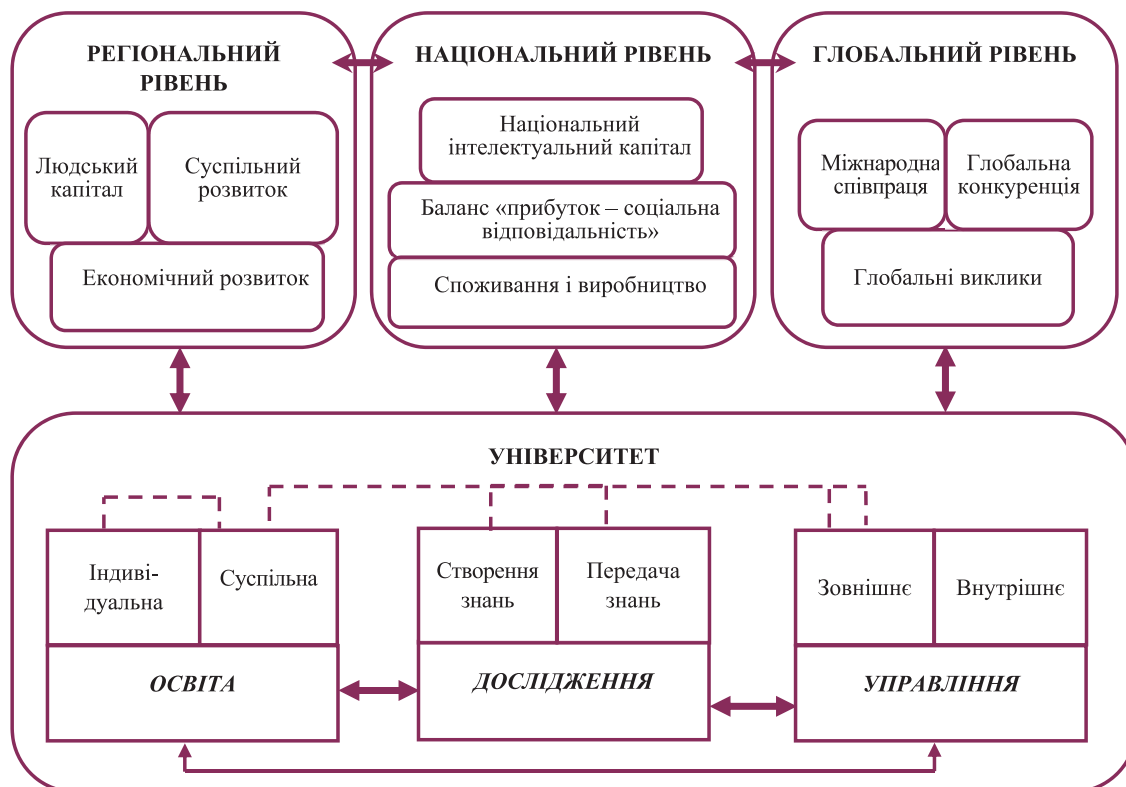 РЕГІОНАЛЬНИЙ
РІВЕНЬ
Людський
капітал
Суспільний
розвиток
Економічний розвиток
НАЦІОНАЛЬНИЙ РІВЕНЬ
Національний
інтелектуальний капітал
Баланс «прибуток – соціальна
відповідальність»
Споживання і виробництво
ГЛОБАЛЬНИЙ РІВЕНЬ
Міжнародна
співпраця
Глобальна
конкуренція
Глобальні виклики
УНІВЕРСИТЕТ
Індиві-
дуальна
Суспільна
ОСВІТА
Створення
знань
Передача
знань
ДОСЛІДЖЕННЯ
Зовнішнє
Внутрішнє
УПРАВЛІННЯ